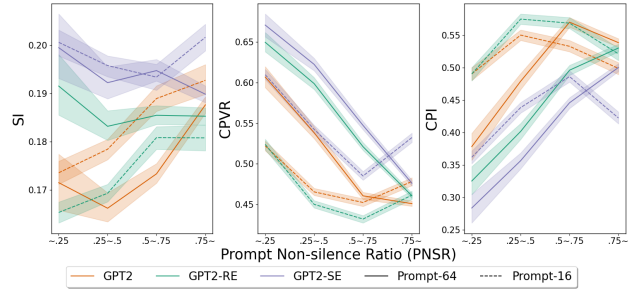 SI
0.20
0.19
0.18
0.17
~.25 .25~.5 .5~.75 .75~
CPVR
0.65
0.60
0.55
0.50
0.45
~.25 .25~.5 .5~.75 .75~
CPI
0.55
0.50
0.45
0.40
0.35
0.30
0.25
~.25 .25~.5 .5~.75 .75~
Prompt Non-silence Ratio (PNSR)
GPT2 GPT2-RE GPT2-SE Prompt-64 Prompt-16